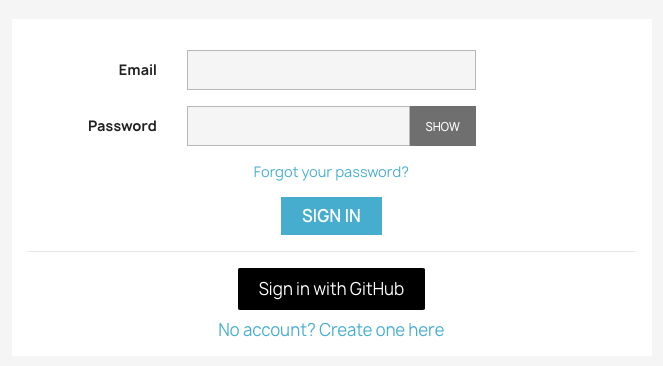 Email
Password SHOW
Forgot your password?
SIGN IN
Sign in with GitHub
No account? Create one here